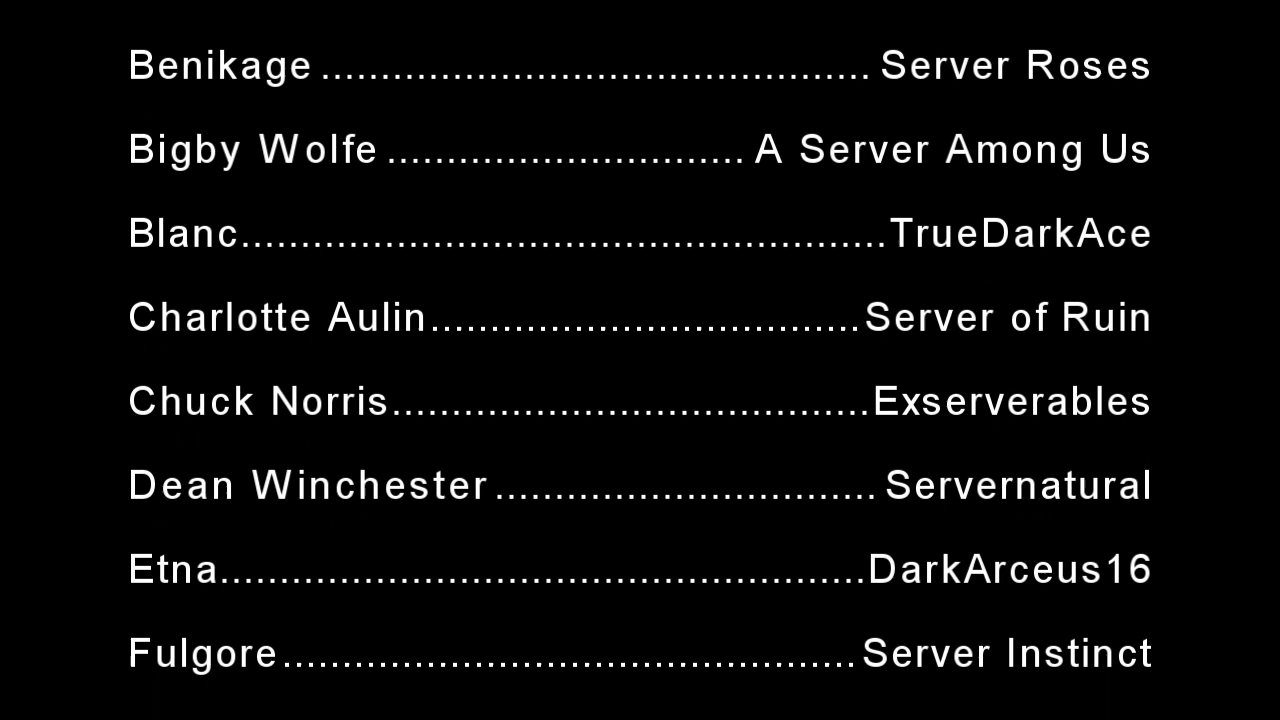 Benikage .............................................. Server Roses
Bigby Wolfe .............................. A Server Among Us
Blanc......................................................TrueDarkAce
Charlotte Aulin....................................Server of Ruin
Chuck Norris........................................Exserverables
Dean Winchester ................................ Servernatural
Etna......................................................DarkArceus16
Fulgore................................................Server Instinct